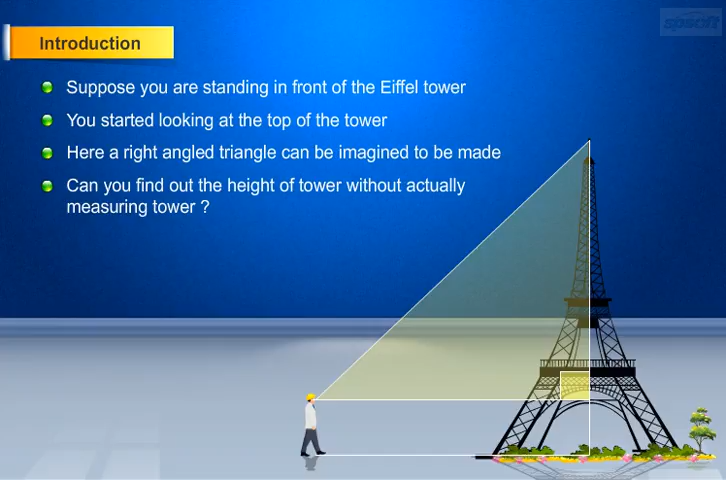 Introduction
Suppose you are standing in front of the Eiffel tower
You started looking at the top of the tower
Here a right angled triangle can be imagined to be made
Can you find out the height of tower without actually
measuring tower ?